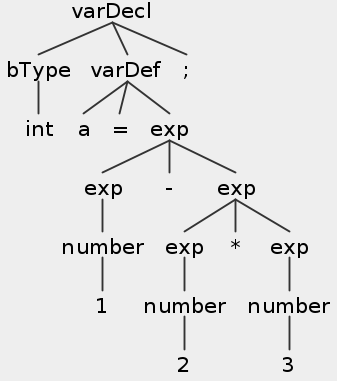 varDecl
bType varDef ;
int a = exp
exp - exp
number exp * exp
1 number number
2 3